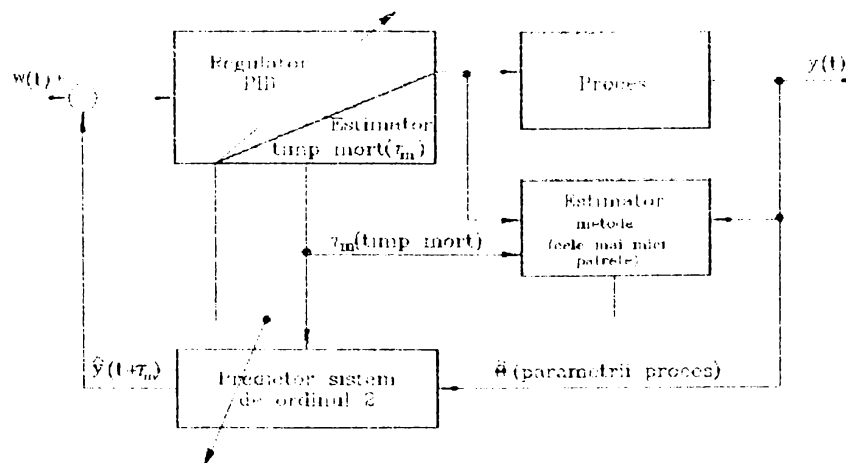 w(t) +
Regulator
PID
Estimator
timp mort(τm)
Proces
y(t)
Estimator
metoda
(cele mai mici
patrate)
τm(timp mort)
ŷ(t+τm)
Predictor sistem
de ordinul 2
θ̂(parametrii proces)